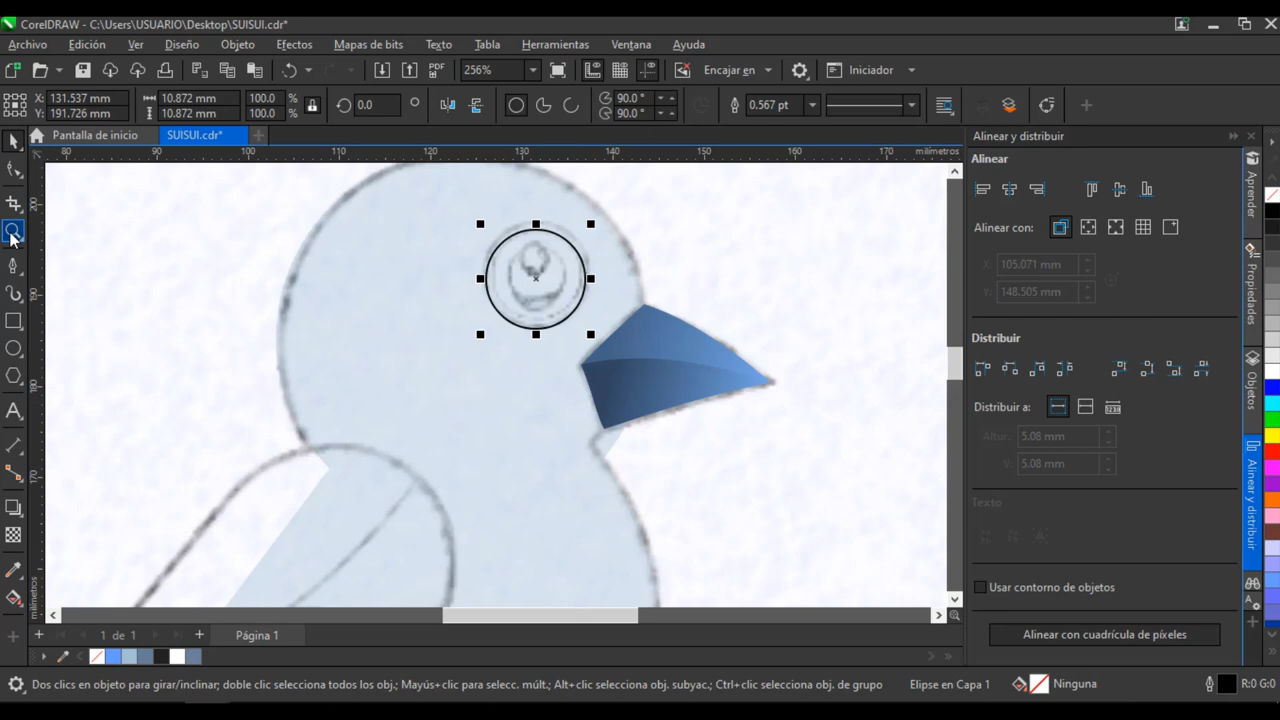 CorelDRAW - C:\Users\USUARIO\Desktop\SUISUI.cdr*
Archivo Edición Ver Diseño Objeto Efectos Mapas de bits Texto Tabla Herramientas Ventana Ayuda
PDF 256% Encajar en Iniciador
X: 131.537 mm 10.872 mm 100.0 % 0.0 ° 90.0 ° 0.567 pt
Y: 191.726 mm 10.872 mm 100.0 % 90.0 °
Pantalla de inicio SUISUI.cdr*
80 90 100 110 120 130 140 150 160 170 milímetros
200
190
180
170
milímetros
Alinear y distribuir
Alinear
Alinear con:
X: 105.071 mm
Y: 148.505 mm
Distribuir
Distribuir a:
Altur. 5.08 mm
V: 5.08 mm
Texto
Usar contorno de objetos
Alinear con cuadrícula de píxeles
Aprender
Propiedades
Objetos
Alinear y distribuir
1 de 1 Página 1
Dos clics en objeto para girar/inclinar; doble clic selecciona todos los obj.; Mayús+clic para selecc. múlt.; Alt+clic selecciona obj. subyac.; Ctrl+clic selecciona obj. de grupo Elipse en Capa 1 Ninguna R:0 G:0